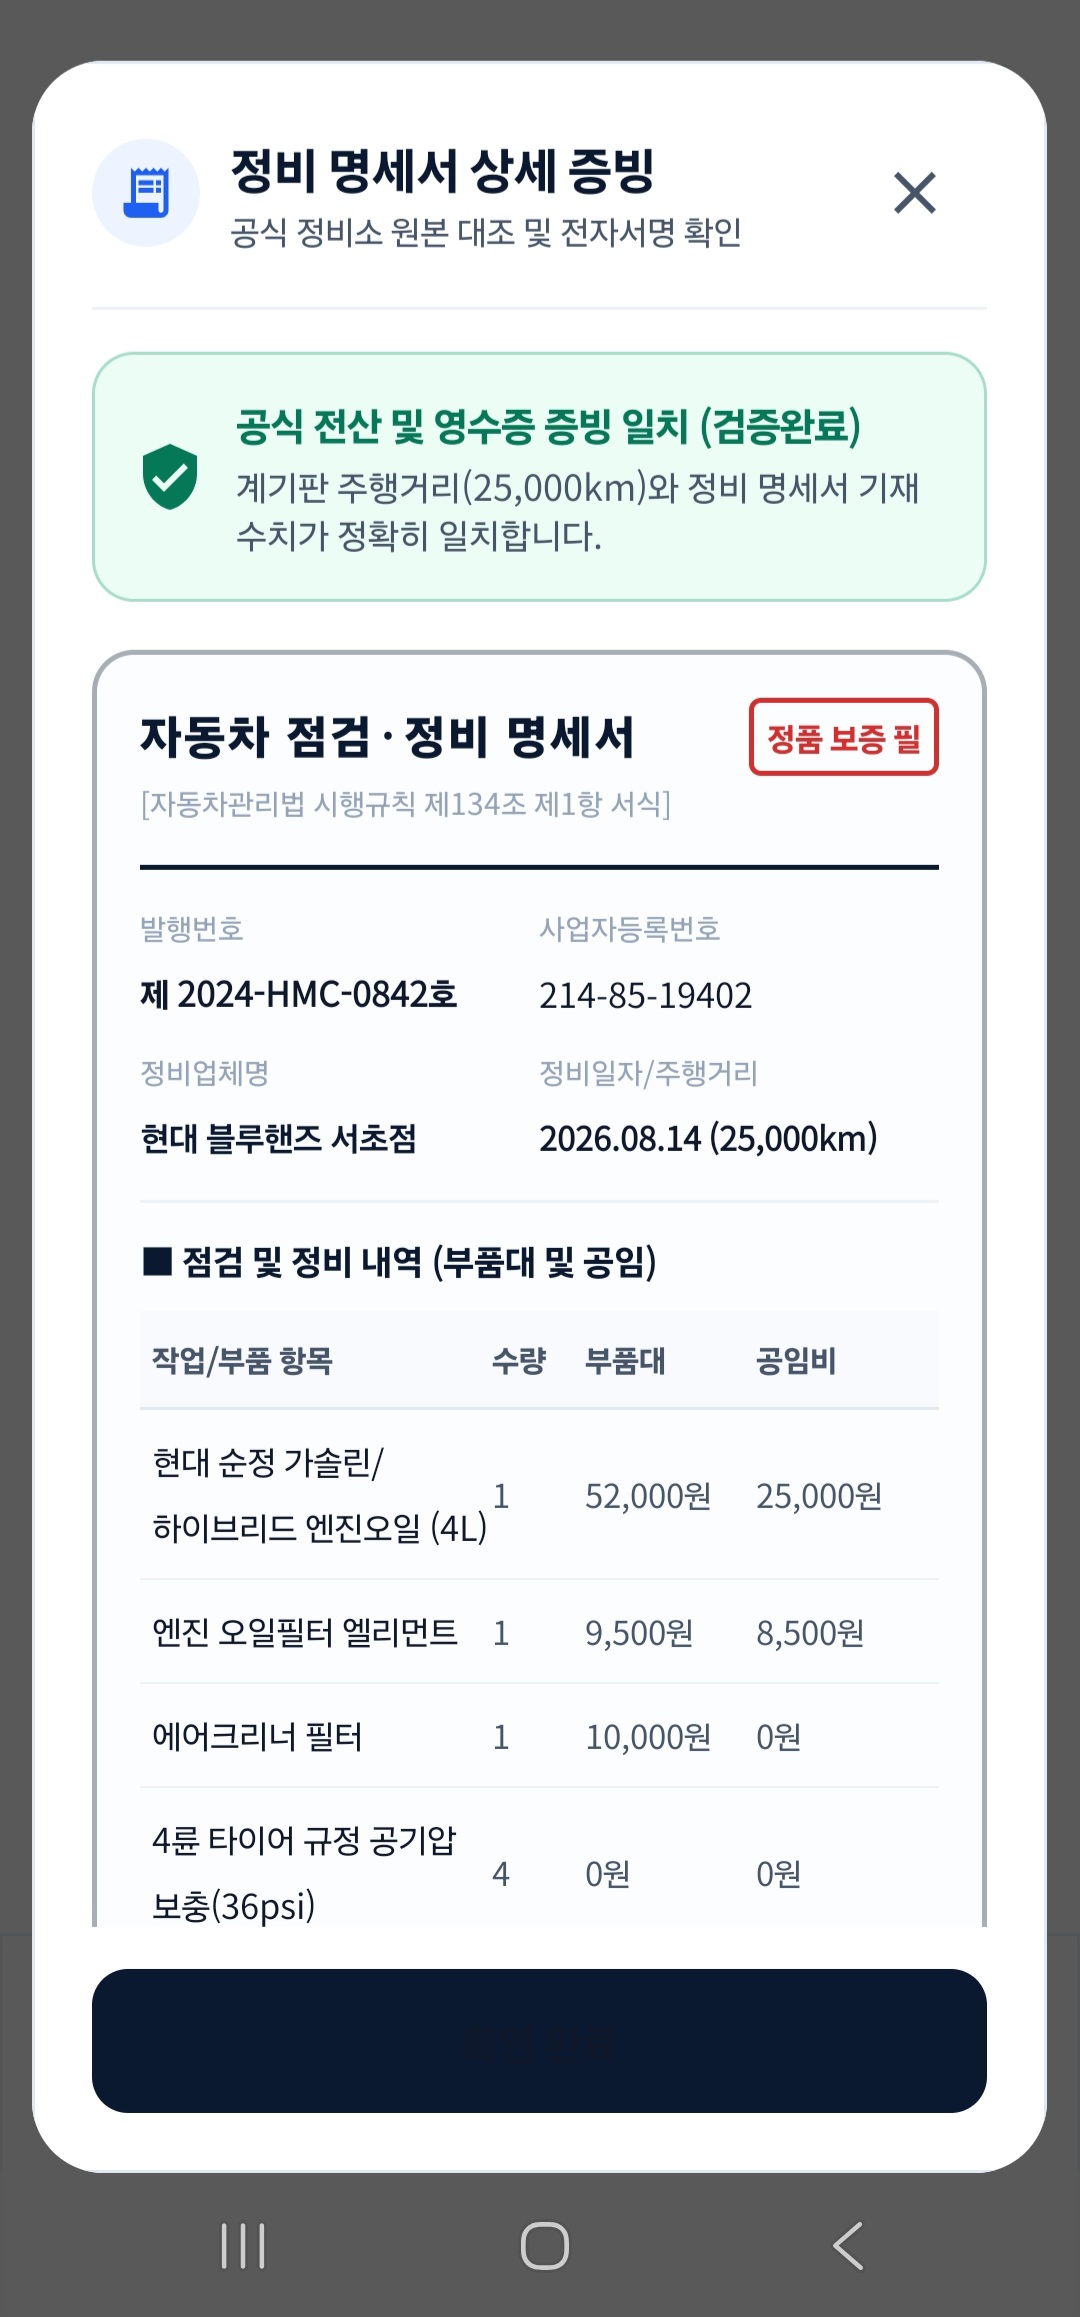 정비 명세서 상세 증빙
공식 정비소 원본 대조 및 전자서명 확인
공식 전산 및 영수증 증빙 일치 (검증완료)
계기판 주행거리(25,000km)와 정비 명세서 기재
수치가 정확히 일치합니다.
자동차 점검·정비 명세서
정품 보증 필
[자동차관리법 시행규칙 제134조 제1항 서식]
발행번호 사업자등록번호
제 2024-HMC-0842호 214-85-19402
정비업체명 정비일자/주행거리
현대 블루핸즈 서초점 2026.08.14 (25,000km)
■ 점검 및 정비 내역 (부품대 및 공임)
작업/부품 항목 수량 부품대 공임비
현대 순정 가솔린/
하이브리드 엔진오일 (4L) 1 52,000원 25,000원
엔진 오일필터 엘리먼트 1 9,500원 8,500원
에어크리너 필터 1 10,000원 0원
4륜 타이어 규정 공기압
보충(36psi) 4 0원 0원